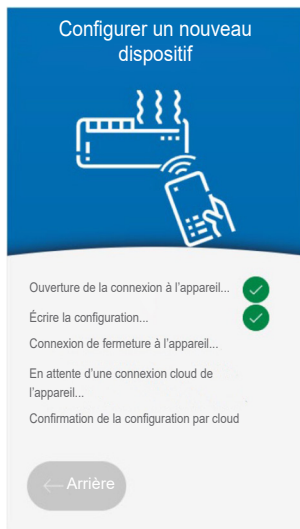 Configurer un nouveau
dispositif
Ouverture de la connexion à l'appareil...
Écrire la configuration...
Connexion de fermeture à l'appareil...
En attente d'une connexion cloud de
l'appareil...
Confirmation de la configuration par cloud
Arrière